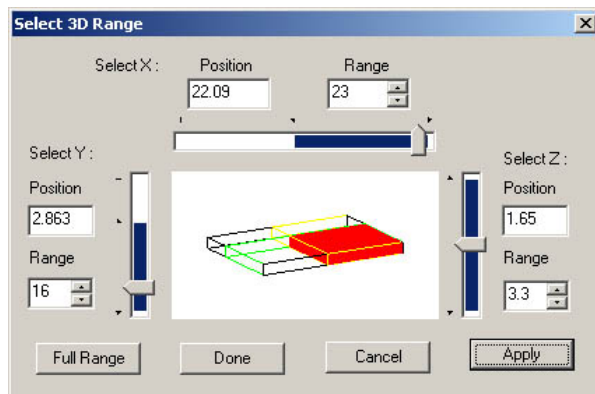 Select 3D Range
Select X :
Position
22.09
Range
23
Select Y :
Position
2.863
Range
16
Select Z :
Position
1.65
Range
3.3
Full Range
Done
Cancel
Apply